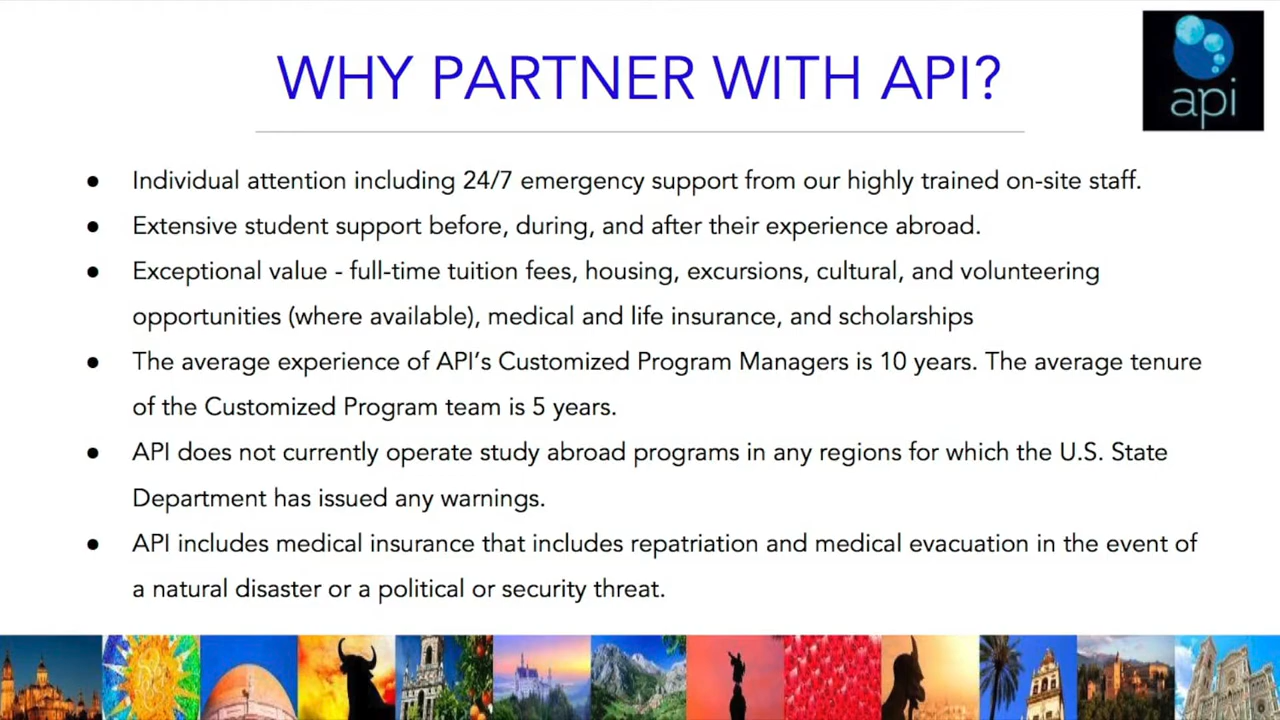 WHY PARTNER WITH API?
api
● Individual attention including 24/7 emergency support from our highly trained on-site staff.
● Extensive student support before, during, and after their experience abroad.
● Exceptional value - full-time tuition fees, housing, excursions, cultural, and volunteering
opportunities (where available), medical and life insurance, and scholarships
● The average experience of API’s Customized Program Managers is 10 years. The average tenure
of the Customized Program team is 5 years.
● API does not currently operate study abroad programs in any regions for which the U.S. State
Department has issued any warnings.
● API includes medical insurance that includes repatriation and medical evacuation in the event of
a natural disaster or a political or security threat.